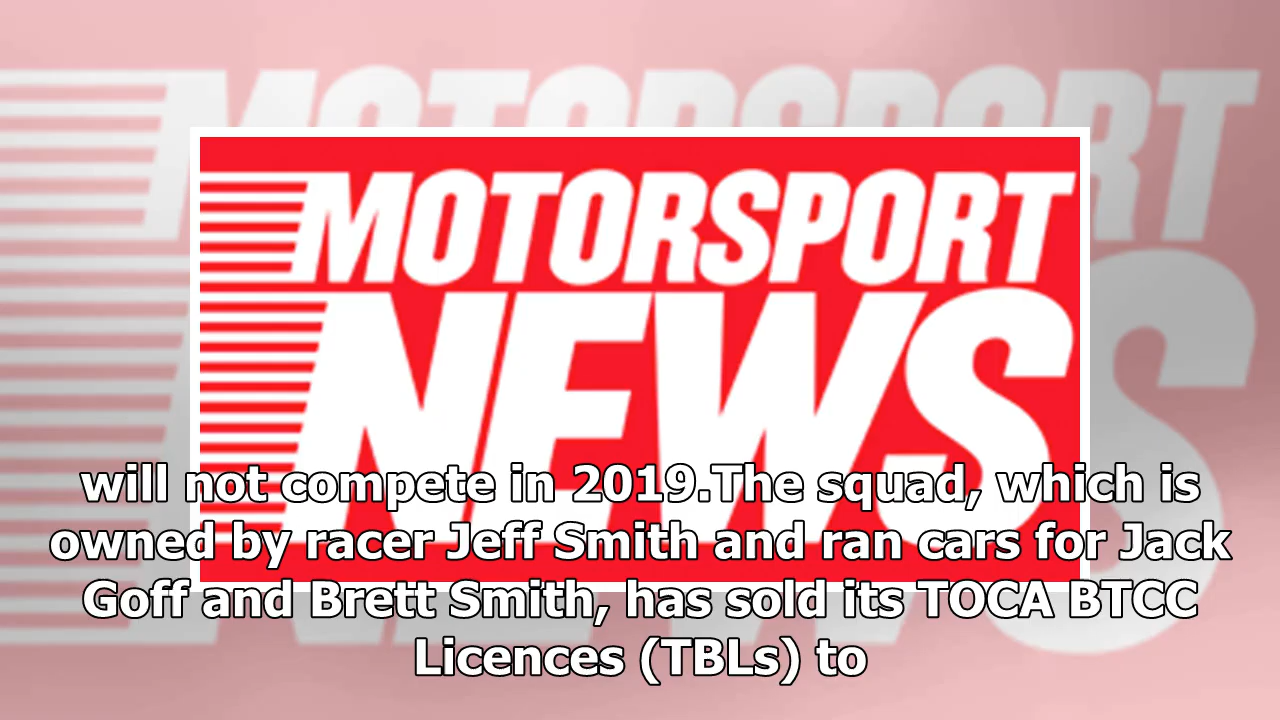 MOTORSPORT
NEWS
will not compete in 2019.The squad, which is
owned by racer Jeff Smith and ran cars for Jack
Goff and Brett Smith, has sold its TOCA BTCC
Licences (TBLs) to